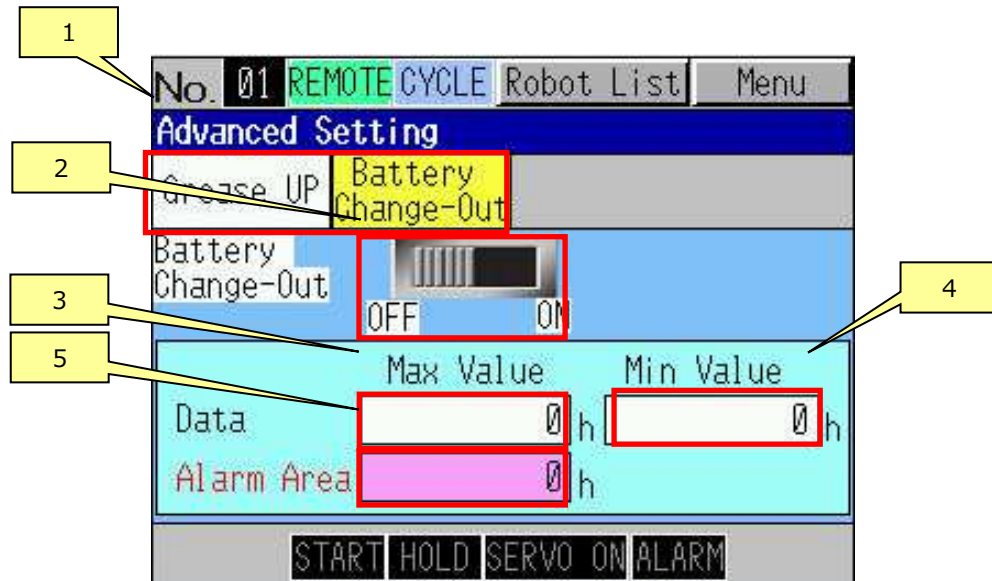 1
No. 01 REMOTE CYCLE Robot List Menu
Advanced Setting
2
Grease UP Battery Change-Out
Battery Change-Out
OFF ON
3
4
5
Max Value Min Value
Data 0 h 0 h
Alarm Area 0 h
START HOLD SERVO ON ALARM